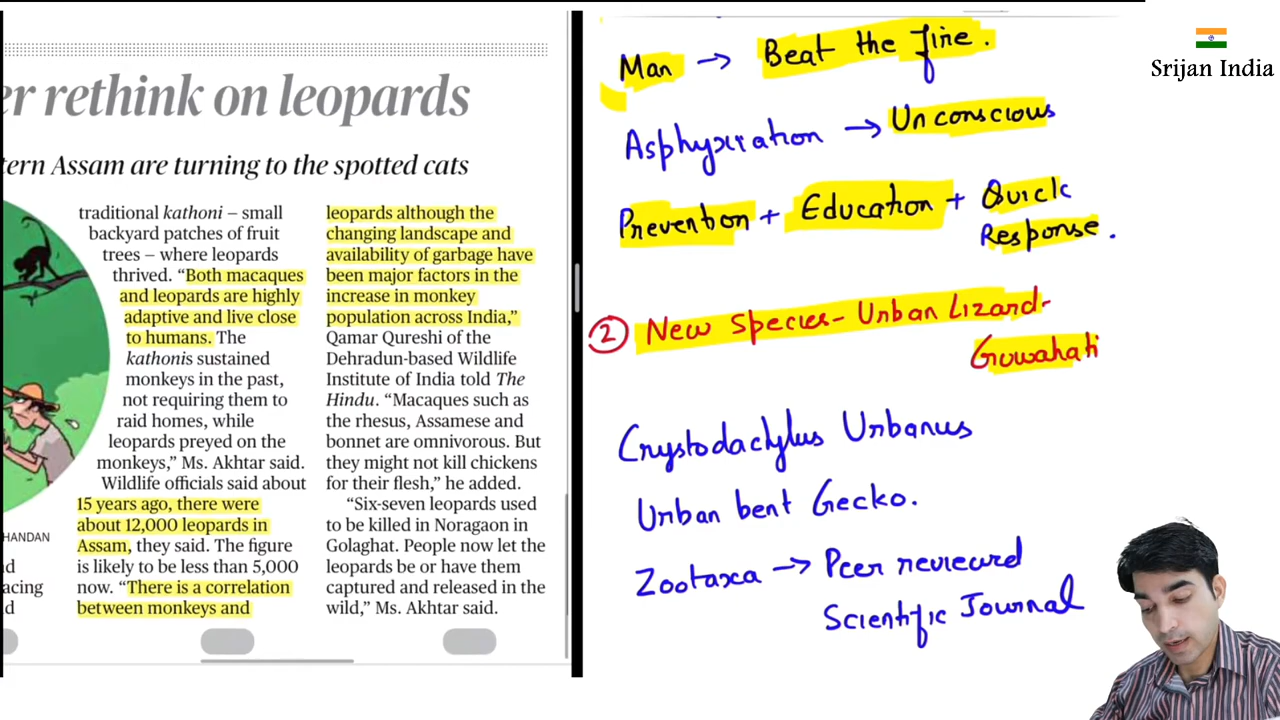 er rethink on leopards
tern Assam are turning to the spotted cats
traditional kathoni – small
backyard patches of fruit
trees – where leopards
thrived. “Both macaques
and leopards are highly
adaptive and live close
to humans. The
kathonis sustained
monkeys in the past,
not requiring them to
raid homes, while
leopards preyed on the
monkeys,” Ms. Akhtar said.
Wildlife officials said about
15 years ago, there were
about 12,000 leopards in
Assam, they said. The figure
is likely to be less than 5,000
now. “There is a correlation
between monkeys and
leopards although the
changing landscape and
availability of garbage have
been major factors in the
increase in monkey
population across India,”
Qamar Qureshi of the
Dehradun-based Wildlife
Institute of India told The
Hindu. “Macaques such as
the rhesus, Assamese and
bonnet are omnivorous. But
they might not kill chickens
for their flesh,” he added.
“Six-seven leopards used
to be killed in Noragaon in
Golaghat. People now let the
leopards be or have them
captured and released in the
wild,” Ms. Akhtar said.
HANDAN
d
acing
d
Man → Beat the fire.
Asphyxiation → Unconscious
Prevention + Education + Quick
Response.
② New Species - Urban Lizard -
Guwahati
Crystodactylus Urbanus
Urban bent Gecko.
Zootaxa → Peer reviewed
Scientific Journal
Srijan India